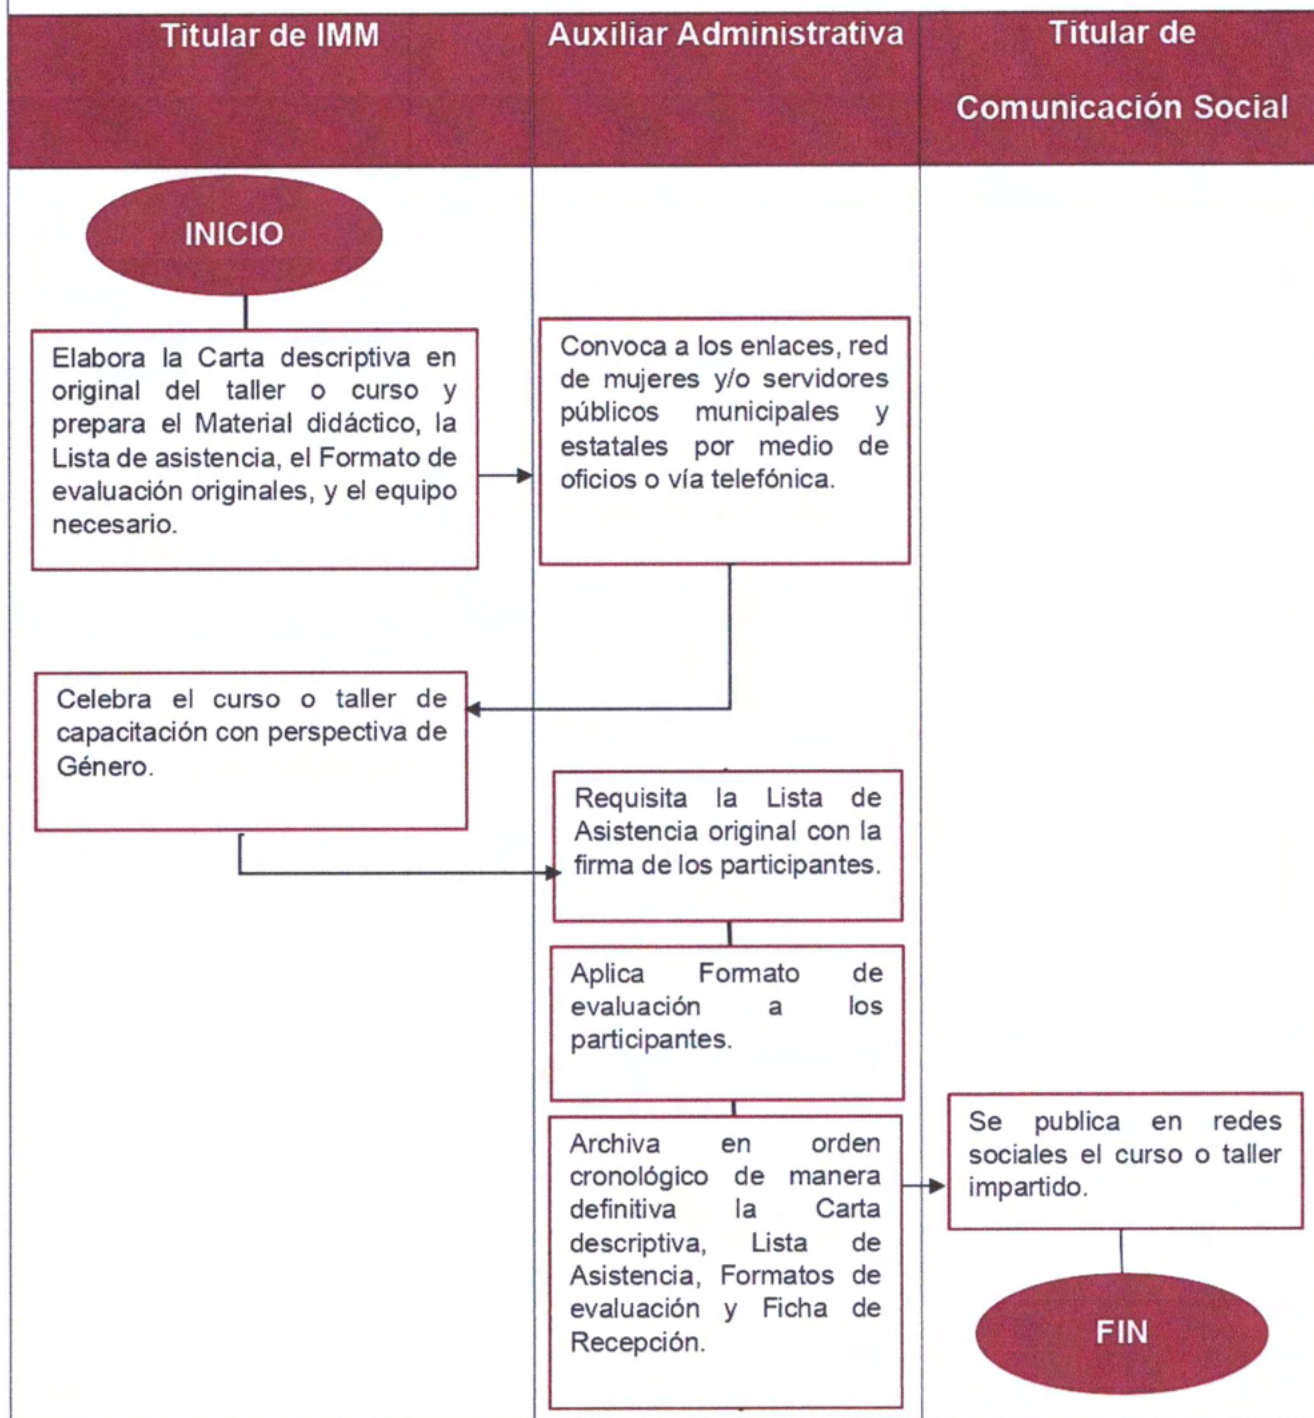 Titular de IMM
Auxiliar Administrativa
Titular de
Comunicación Social
INICIO
Elabora la Carta descriptiva en
original del taller o curso y
prepara el Material didáctico, la
Lista de asistencia, el Formato de
evaluación originales, y el equipo
necesario.
Convoca a los enlaces, red
de mujeres y/o servidores
públicos municipales y
estatales por medio de
oficios o vía telefónica.
Celebra el curso o taller de
capacitación con perspectiva de
Género.
Requisita la Lista de
Asistencia original con la
firma de los participantes.
Aplica Formato de
evaluación a los
participantes.
Archiva en orden
cronológico de manera
definitiva la Carta
descriptiva, Lista de
Asistencia, Formatos de
evaluación y Ficha de
Recepción.
Se publica en redes
sociales el curso o taller
impartido.
FIN